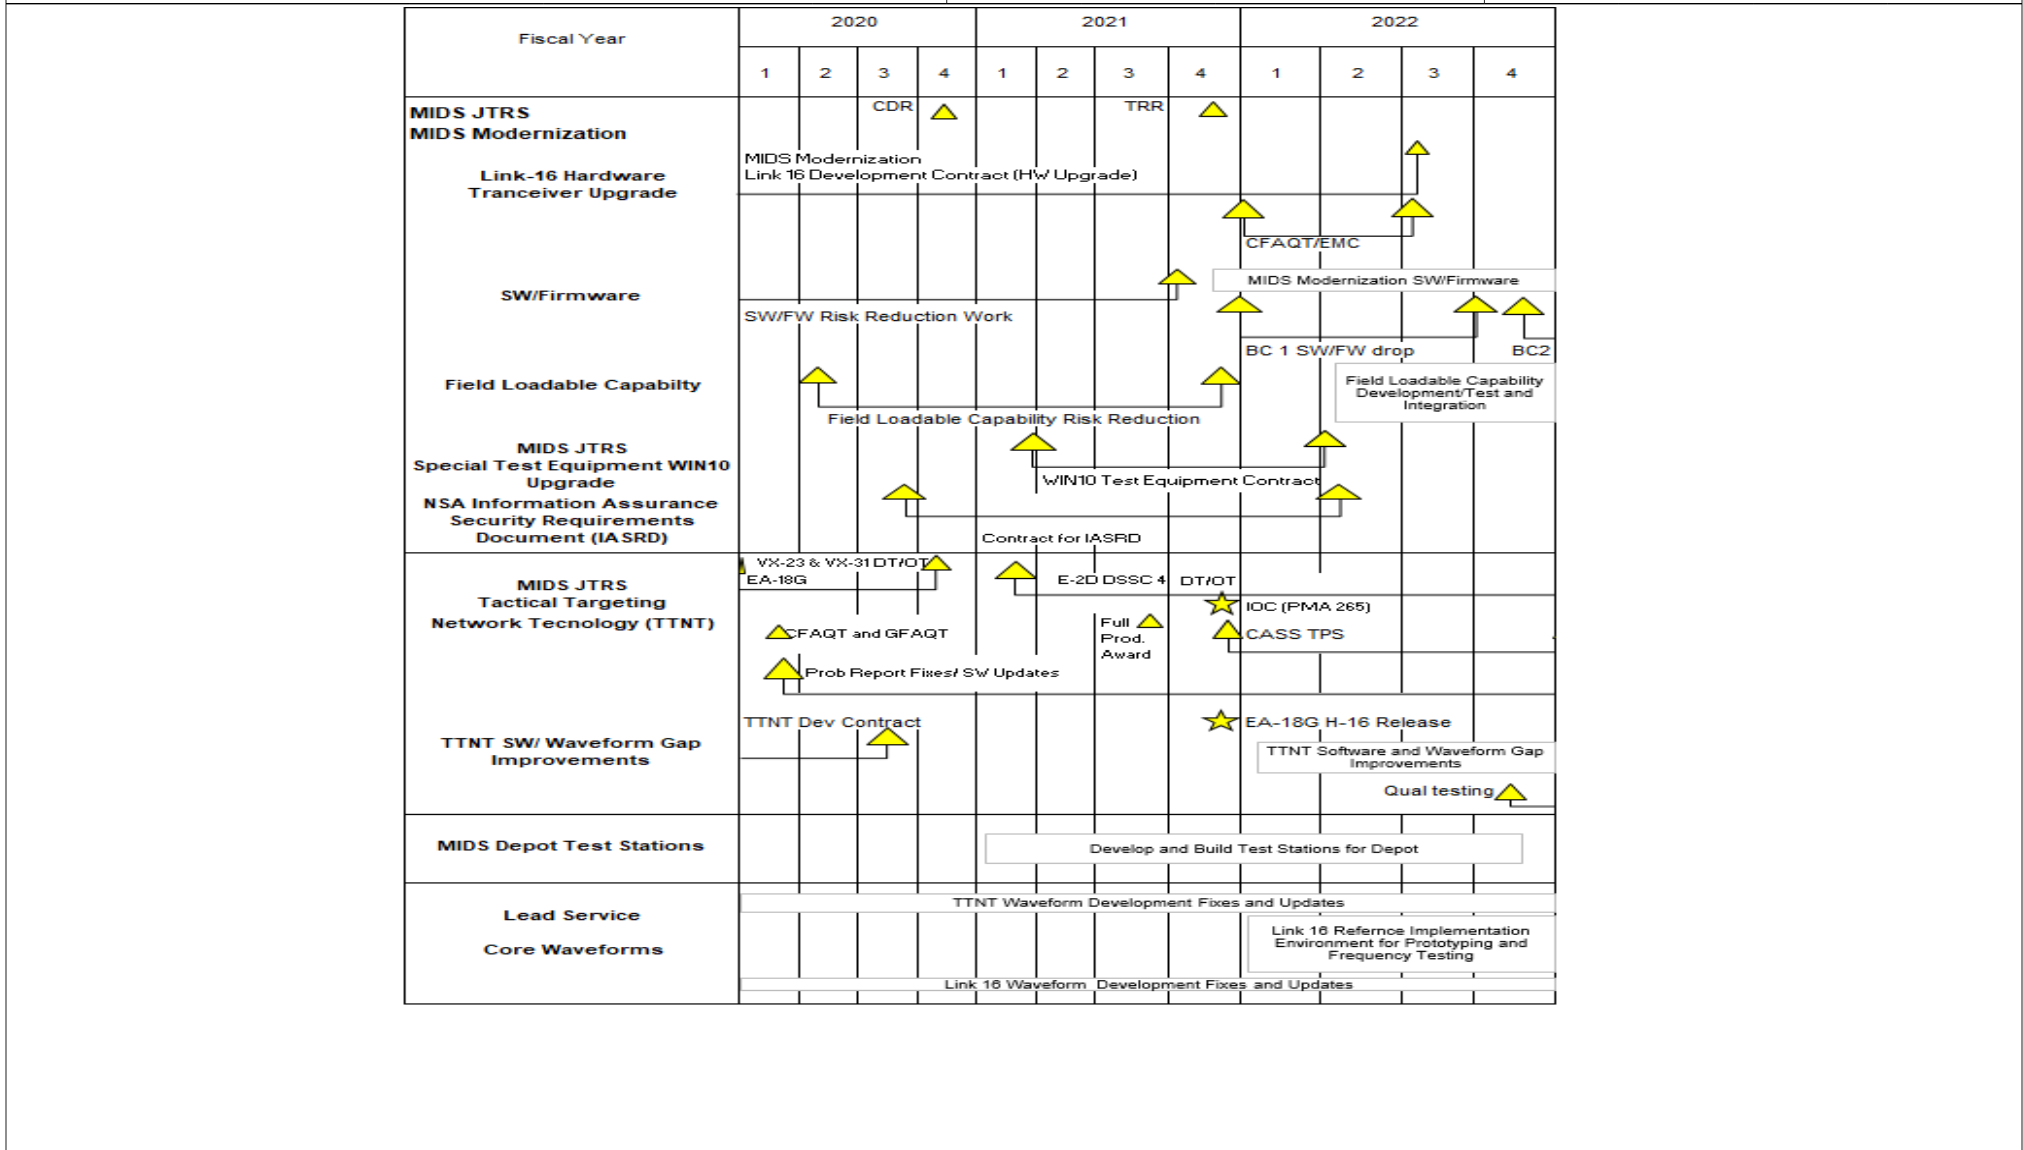 Fiscal Year
2020 2021 2022
1 2 3 4 1 2 3 4 1 2 3 4
MIDS JTRS
MIDS Modernization
CDR
TRR
Link-16 Hardware
Tranceiver Upgrade
MIDS Modernization
Link 16 Development Contract (HW Upgrade)
CFAQT/EMC
SW/Firmware
MIDS Modernization SW/Firmware
SW/FW Risk Reduction Work
BC 1 SW/FW drop
BC2
Field Loadable Capabilty
Field Loadable Capability
Development/Test and
Integration
Field Loadable Capability Risk Reduction
MIDS JTRS
Special Test Equipment WIN10
Upgrade
WIN10 Test Equipment Contract
NSA Information Assurance
Security Requirements
Document (IASRD)
Contract for IASRD
MIDS JTRS
Tactical Targeting
Network Tecnology (TTNT)
VX-23 & VX-31 DT/OT
EA-18G
E-2D DSSC 4 DT/OT
IOC (PMA 265)
CFAQT and GFAQT
Full
Prod.
Award
CASS TPS
Prob Report Fixes/ SW Updates
TTNT SW/ Waveform Gap
Improvements
TTNT Dev Contract
EA-18G H-16 Release
TTNT Software and Waveform Gap
Improvements
Qual testing
MIDS Depot Test Stations
Develop and Build Test Stations for Depot
Lead Service
Core Waveforms
TTNT Waveform Development Fixes and Updates
Link 16 Refernce Implementation
Environment for Prototyping and
Frequency Testing
Link 16 Waveform Development Fixes and Updates